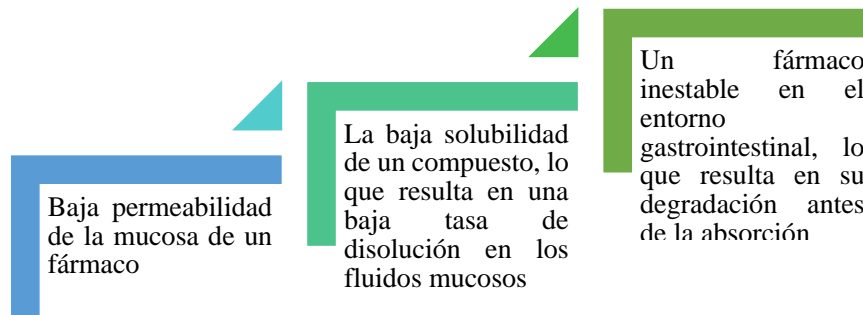 Baja permeabilidad
de la mucosa de un
fármaco
La baja solubilidad
de un compuesto, lo
que resulta en una
baja tasa de
disolución en los
fluidos mucosos
Un fármaco
inestable en el
entorno
gastrointestinal, lo
que resulta en su
degradación antes
de la absorción